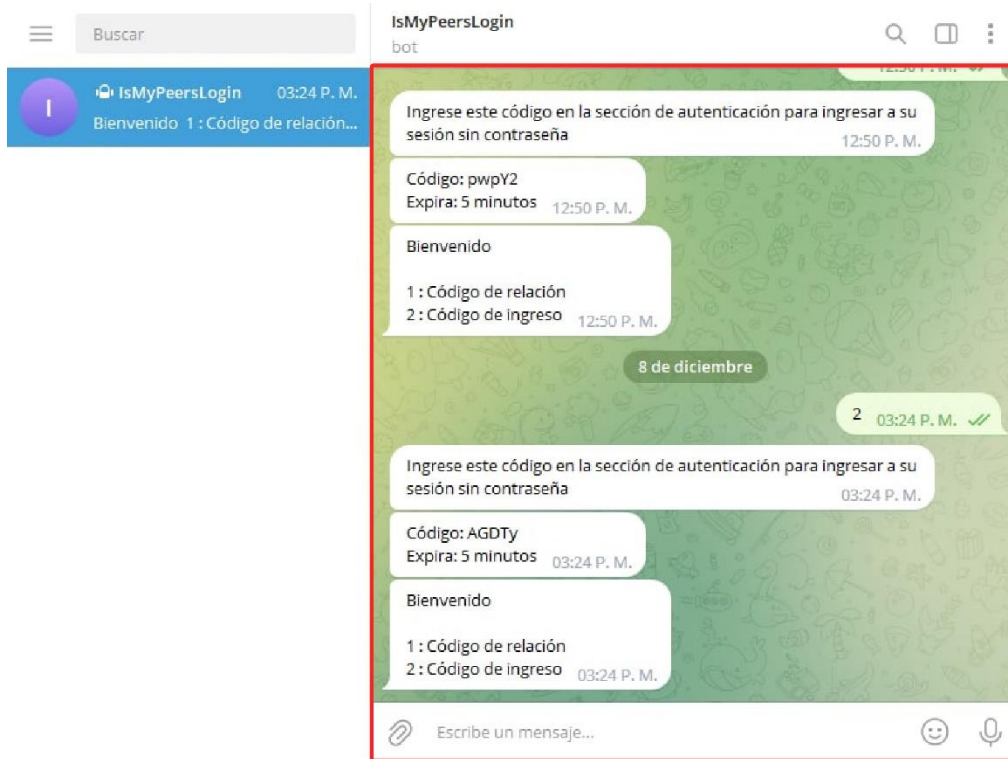 Buscar
I
IsMyPeersLogin 03:24 P. M.
Bienvenido 1 : Código de relación...
IsMyPeersLogin
bot
12:50 P. M.
Ingrese este código en la sección de autenticación para ingresar a su
sesión sin contraseña
12:50 P. M.
Código: pwpY2
Expira: 5 minutos 12:50 P. M.
Bienvenido
1 : Código de relación
2 : Código de ingreso 12:50 P. M.
8 de diciembre
2 03:24 P. M.
Ingrese este código en la sección de autenticación para ingresar a su
sesión sin contraseña
03:24 P. M.
Código: AGDTy
Expira: 5 minutos 03:24 P. M.
Bienvenido
1 : Código de relación
2 : Código de ingreso 03:24 P. M.
Escribe un mensaje...